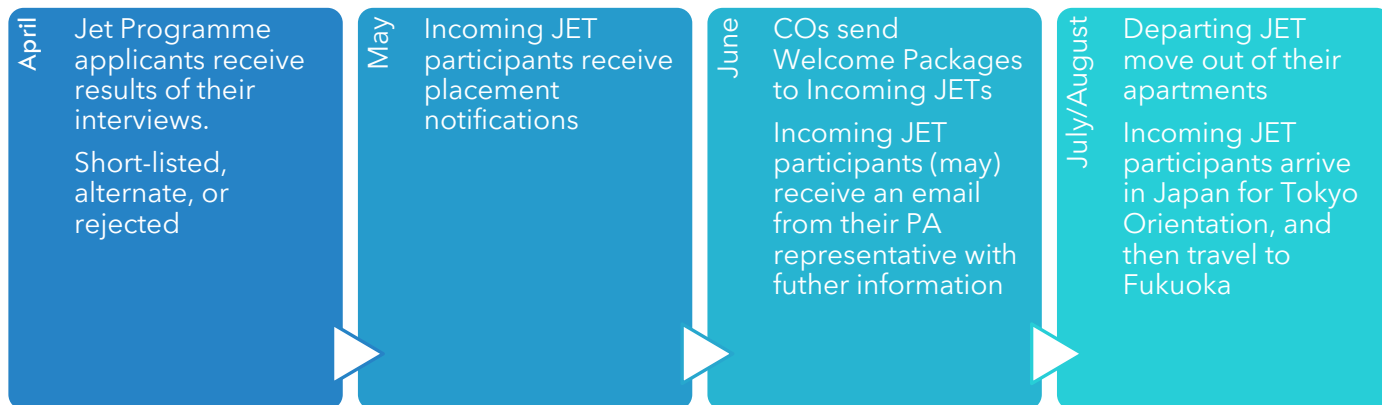 April
Jet Programme
applicants receive
results of their
interviews.
Short-listed,
alternate, or
rejected
May
Incoming JET
participants receive
placement
notifications
June
COs send
Welcome Packages
to Incoming JETs
Incoming JET
participants (may)
receive an email
from their PA
representative with
futher information
July/August
Departing JET
move out of their
apartments
Incoming JET
participants arrive
in Japan for Tokyo
Orientation, and
then travel to
Fukuoka